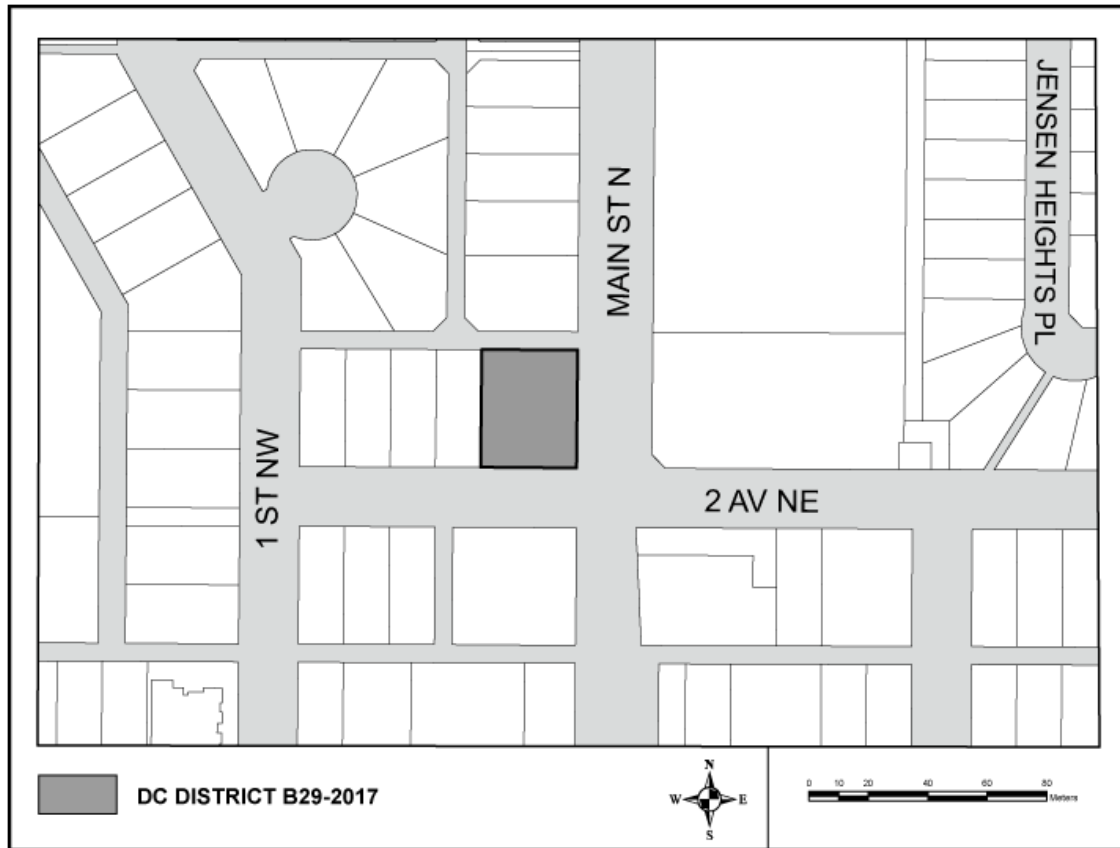 JENSEN HEIGHTS PL
MAIN ST N
1 ST NW
2 AV NE
DC DISTRICT B29-2017
N
W E
S
0 10 20 40 60 80
Meters